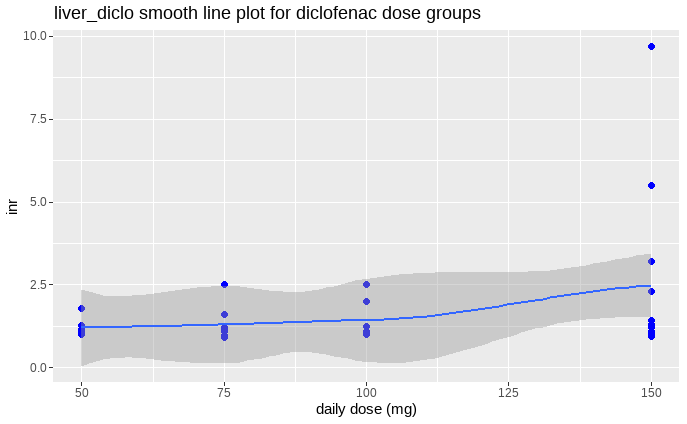 liver_diclo smooth line plot for diclofenac dose groups
10.0
7.5
5.0
2.5
0.0
inr
50 75 100 125 150
daily dose (mg)